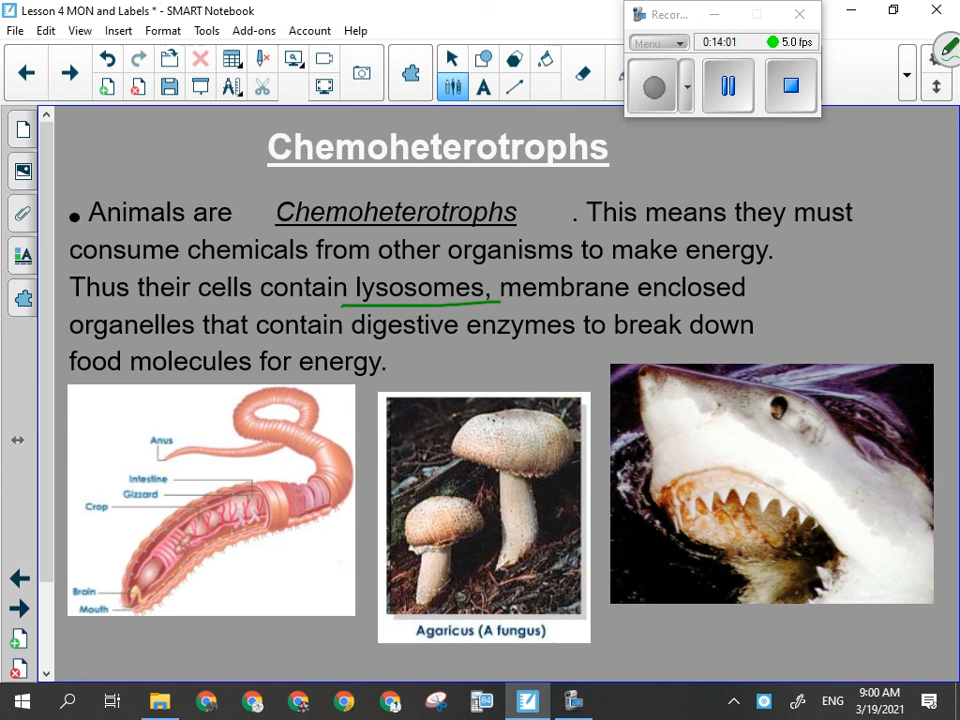 Lesson 4 MON and Labels * - SMART Notebook
Recor...
File Edit View Insert Format Tools Add-ons Account Help
Menu 0:14:01 5.0 fps
Chemoheterotrophs
• Animals are Chemoheterotrophs . This means they must
consume chemicals from other organisms to make energy.
Thus their cells contain lysosomes, membrane enclosed
organelles that contain digestive enzymes to break down
food molecules for energy.
Anus
Intestine
Gizzard
Crop
Brain
Mouth
Agaricus (A fungus)
ENG
9:00 AM
3/19/2021